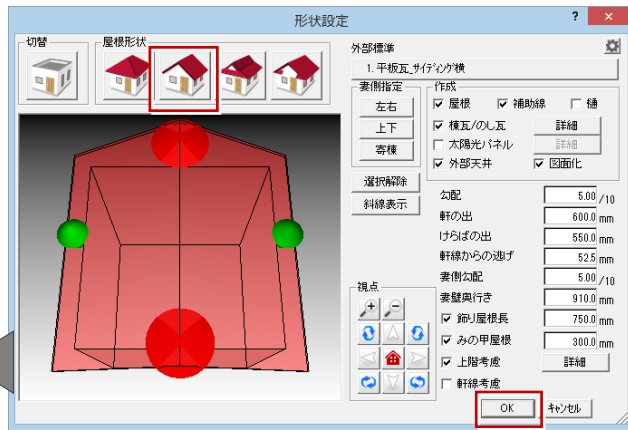 形状設定
?
×
切替
屋根形状
外部標準
1. 平板瓦_サイディング横
妻側指定
左右
上下
寄棟
選択解除
斜線表示
作成
屋根
補助線
樋
棟瓦/のし瓦
詳細
太陽光パネル
詳細
外部天井
図面化
勾配 5.00 /10
軒の出 600.0 mm
けらばの出 550.0 mm
軒線からの逃げ 52.5 mm
妻側勾配 5.00 /10
妻壁奥行き 910.0 mm
飾り屋根長 750.0 mm
みの甲屋根 300.0 mm
上階考慮 詳細
軒線考慮
視点
OK
キャンセル